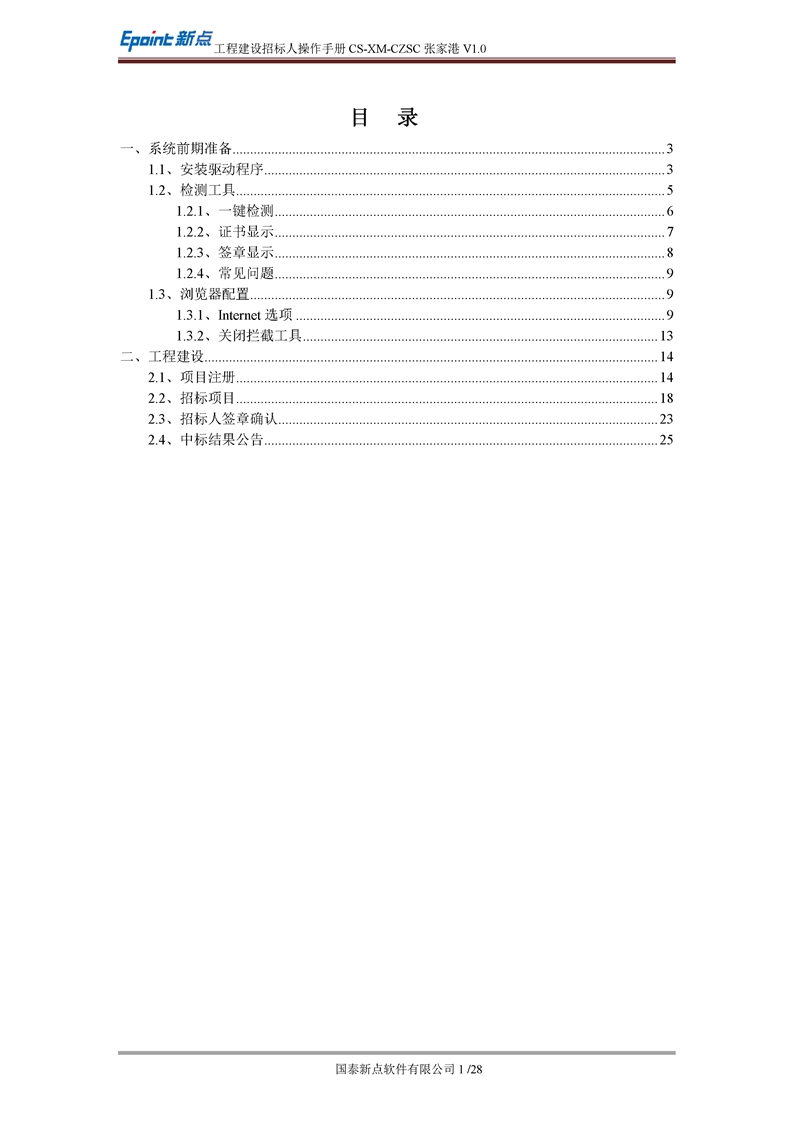 Epoint 新点 工程建设招标人操作手册 CS-XM-CZSC 张家港 V1.0
目 录
一、系统前期准备 3
1.1、安装驱动程序 3
1.2、检测工具 5
1.2.1、一键检测 6
1.2.2、证书显示 7
1.2.3、签章显示 8
1.2.4、常见问题 9
1.3、浏览器配置 9
1.3.1、Internet 选项 9
1.3.2、关闭拦截工具 13
二、工程建设 14
2.1、项目注册 14
2.2、招标项目 18
2.3、招标人签章确认 23
2.4、中标结果公告 25
国泰新点软件有限公司 1 /28